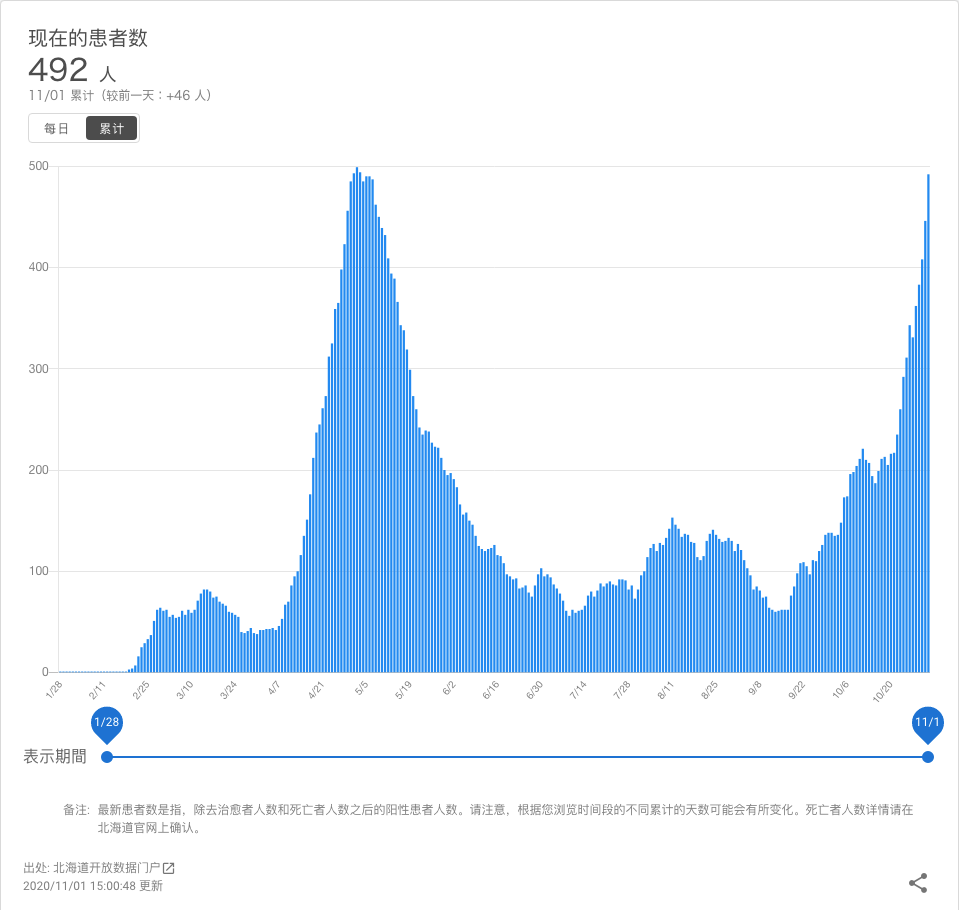 现在的患者数
492 人
11/01 累计（较前一天：+46 人）
每日 累计
500
400
300
200
100
0
1/28 2/11 2/25 3/10 3/24 4/7 4/21 5/5 5/19 6/2 6/16 6/30 7/14 7/28 8/11 8/25 9/8 9/22 10/6 10/20
1/28 11/1
表示期間
备注: 最新患者数是指，除去治愈者人数和死亡者人数之后的阳性患者人数。请注意，根据您浏览时间段的不同累计的天数可能会有所变化。死亡者人数详情请在
北海道官网上确认。
出处: 北海道开放数据门户
2020/11/01 15:00:48 更新